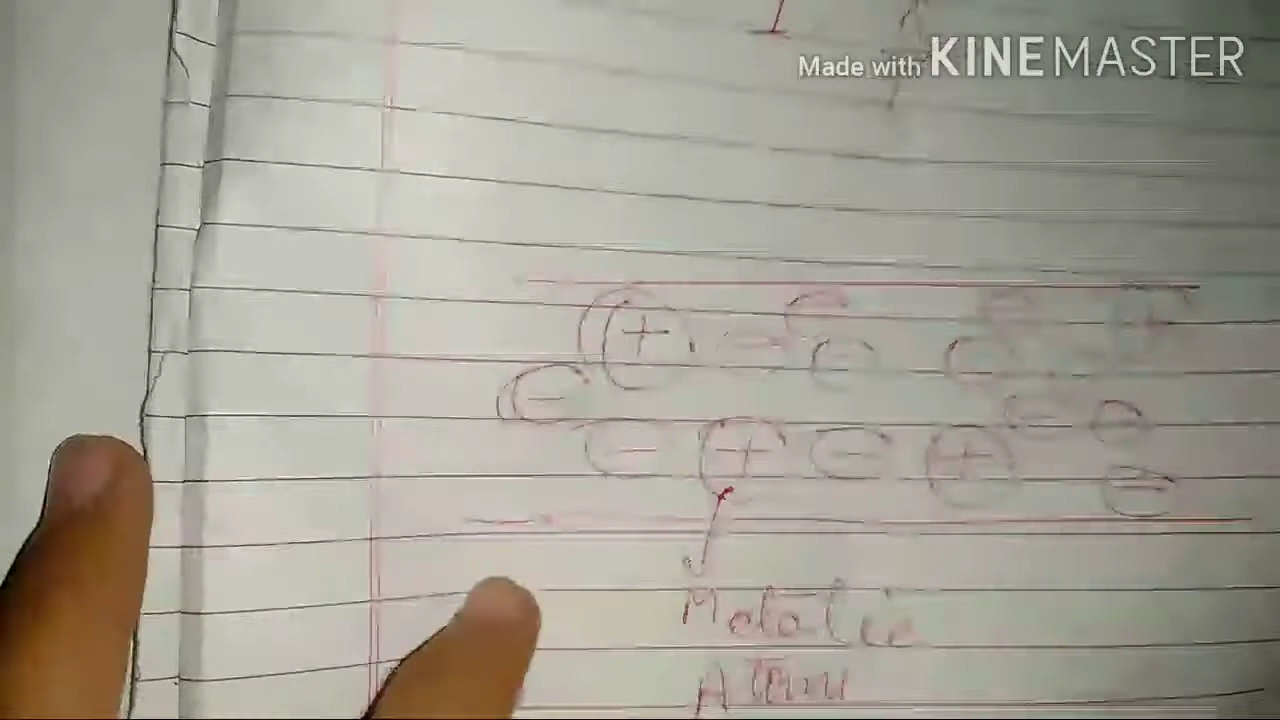 Made with KINEMASTER
+ - - - +
- -
- + - + -
Metalic
Atom